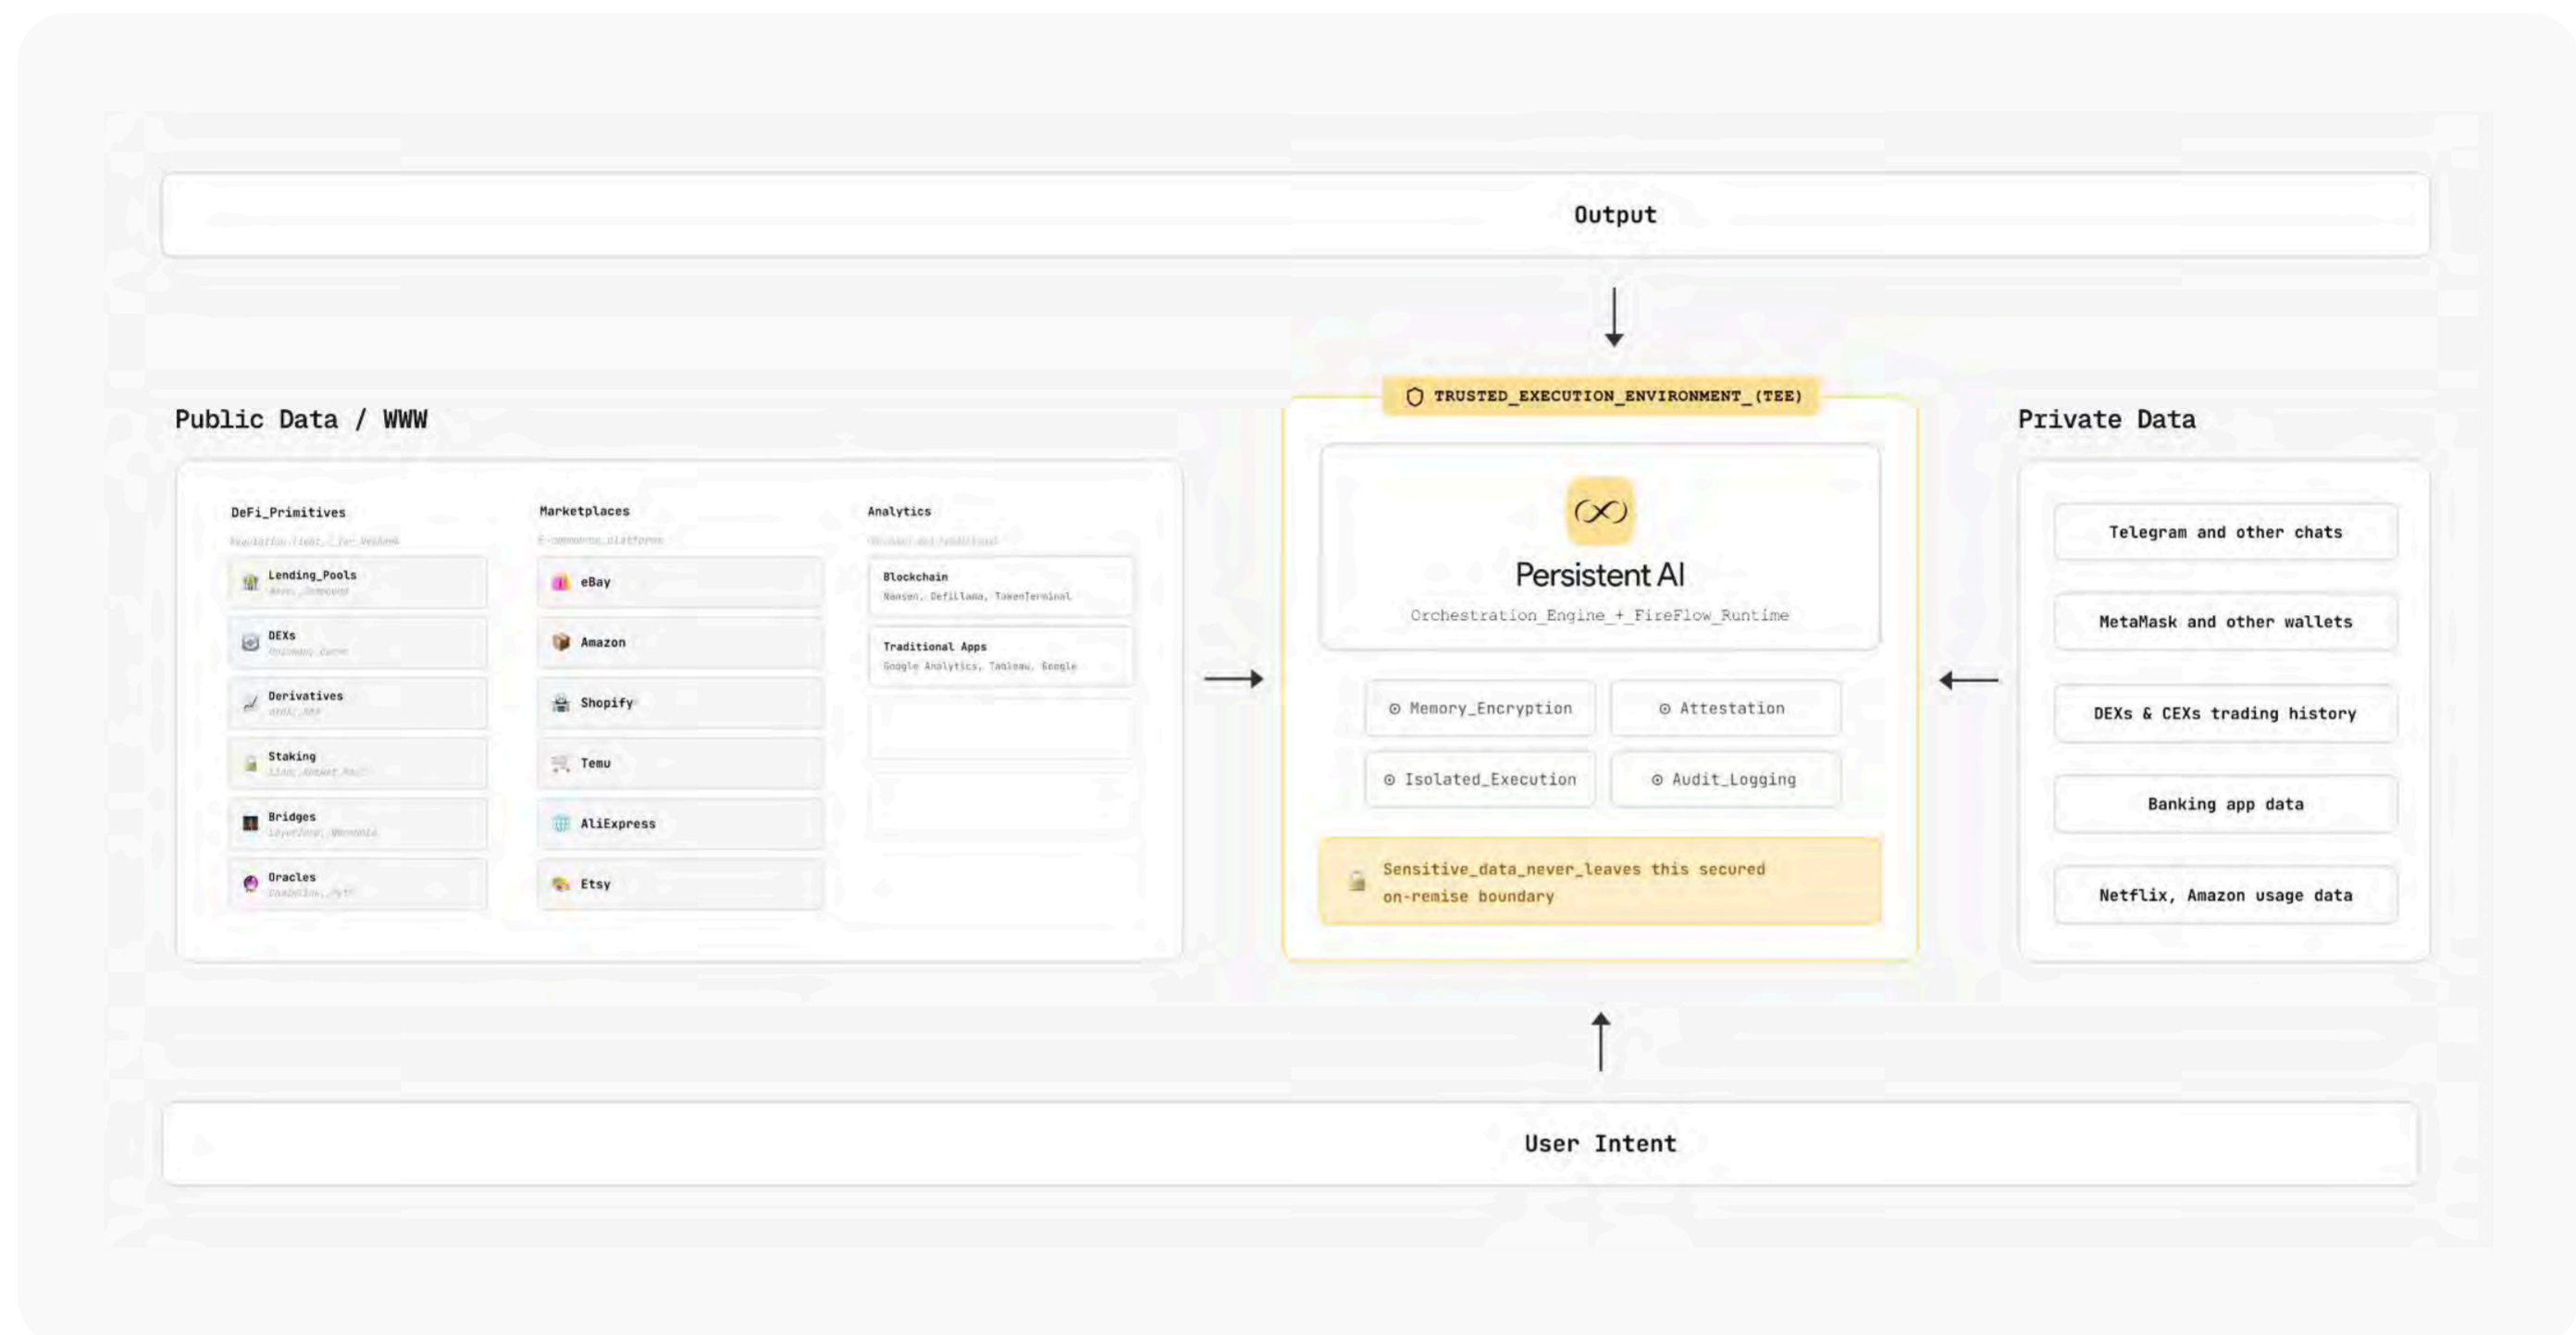 Output
Public Data / WWW
DeFi_Primitives
Lending_Pools
DEXs
Derivatives
Staking
Bridges
Oracles
Marketplaces
E-commerce_platforms
eBay
Amazon
Shopify
Temu
AliExpress
Etsy
Analytics
Blockchain
Nansen, DefiLlama, TokenTerminal
Traditional Apps
Google Analytics, Tableau, Google
TRUSTED_EXECUTION_ENVIRONMENT_(TEE)
Persistent AI
Orchestration_Engine_+_FireFlow_Runtime
Memory_Encryption
Attestation
Isolated_Execution
Audit_Logging
Sensitive_data_never_leaves this secured
on-remise boundary
Private Data
Telegram and other chats
MetaMask and other wallets
DEXs & CEXs trading history
Banking app data
Netflix, Amazon usage data
User Intent